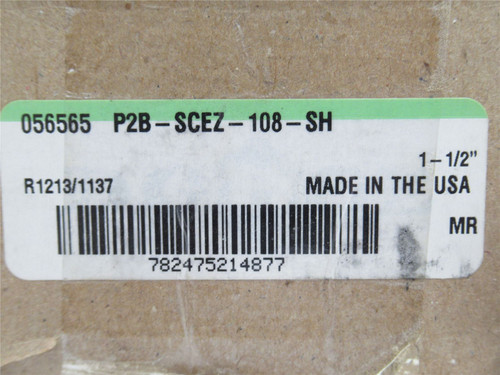 056565 P2B-SCEZ-108-SH
1-1/2"
R1213/1137 MADE IN THE USA
MR
782475214877